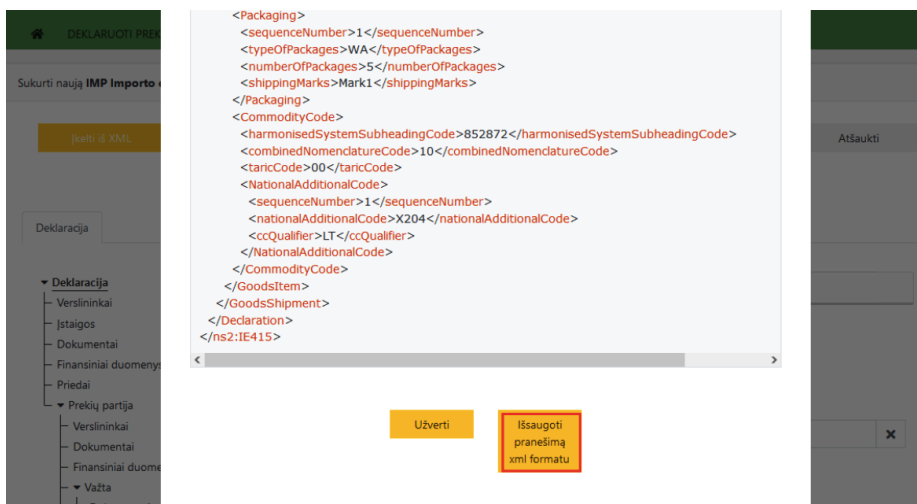 DEKLARUOTI PREK
Sukurti naują IMP Importo
Įkelti iš XML
Atšaukti
Deklaracija
Deklaracija
Verslininkai
Įstaigos
Dokumentai
Finansiniai duomenys
Priedai
Prekių partija
Verslininkai
Dokumentai
Finansiniai duome
Važta
<Packaging>
<sequenceNumber>1</sequenceNumber>
<typeOfPackages>WA</typeOfPackages>
<numberOfPackages>5</numberOfPackages>
<shippingMarks>Mark1</shippingMarks>
</Packaging>
<CommodityCode>
<harmonisedSystemSubheadingCode>852872</harmonisedSystemSubheadingCode>
<combinedNomenclatureCode>10</combinedNomenclatureCode>
<taricCode>00</taricCode>
<NationalAdditionalCode>
<sequenceNumber>1</sequenceNumber>
<nationalAdditionalCode>X204</nationalAdditionalCode>
<ccQualifier>LT</ccQualifier>
</NationalAdditionalCode>
</CommodityCode>
</GoodsItem>
</GoodsShipment>
</Declaration>
</ns2:IE415>
Užverti
Išsaugoti
pranešimą
xml formatu